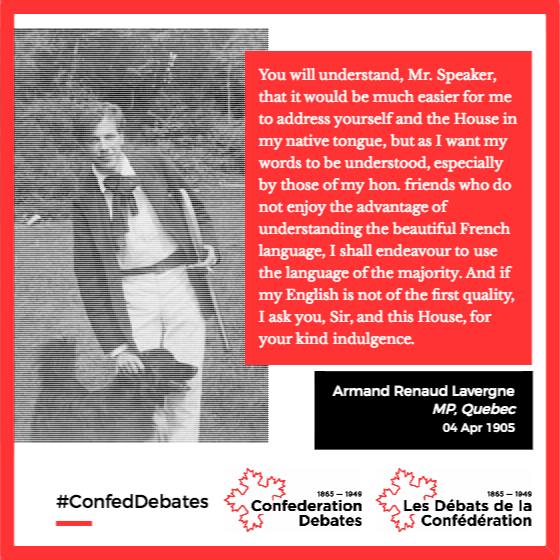 You will understand, Mr. Speaker,
that it would be much easier for me
to address yourself and the House in
my native tongue, but as I want my
words to be understood, especially
by those of my hon. friends who do
not enjoy the advantage of
understanding the beautiful French
language, I shall endeavour to use
the language of the majority. And if
my English is not of the first quality,
I ask you, Sir, and this House, for
your kind indulgence.
Armand Renaud Lavergne
MP, Quebec
04 Apr 1905
#ConfedDebates
1865 — 1949
Confederation
Debates
1865 — 1949
Les Débats de la
Confédération